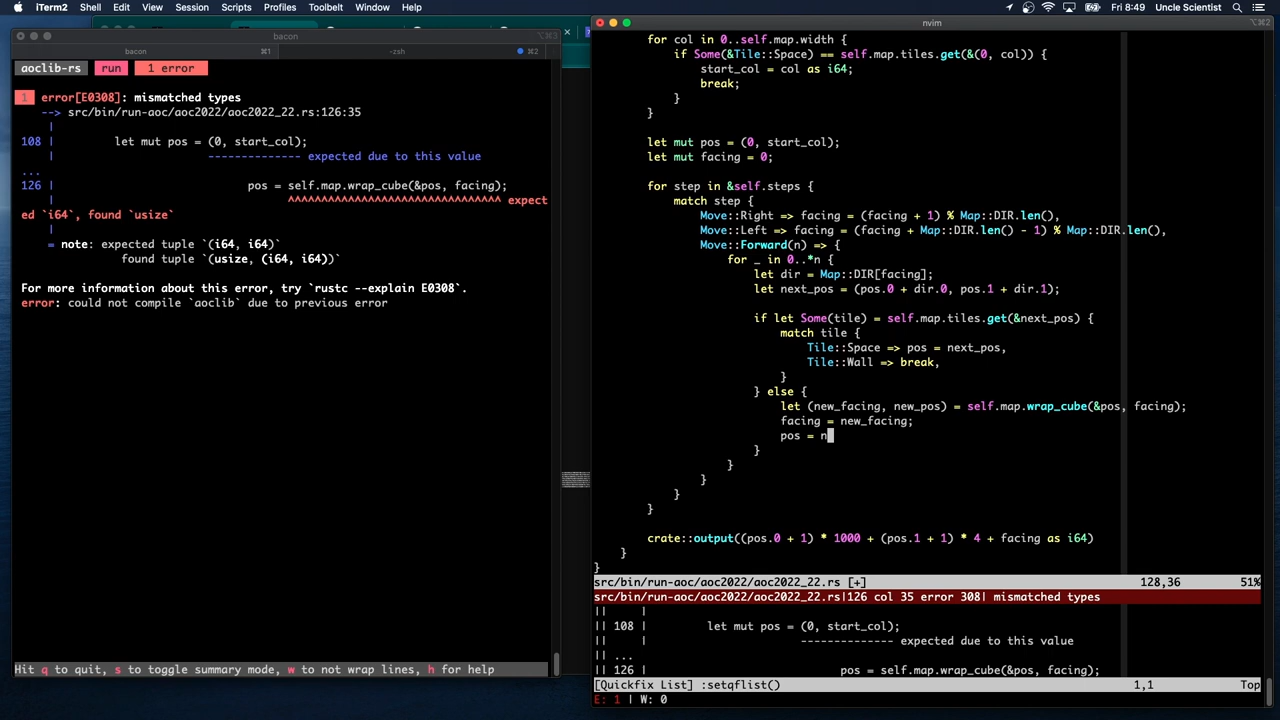 iTerm2 Shell Edit View Session Scripts Profiles Toolbelt Window Help Fri 8:49 Uncle Scientist
bacon ⌥⌘3
bacon ⌘1 -zsh ⌘2
aoclib-rs run 1 error
1 error[E0308]: mismatched types
--> src/bin/run-aoc/aoc2022/aoc2022_22.rs:126:35
|
108 | let mut pos = (0, start_col);
| -------------- expected due to this value
...
126 | pos = self.map.wrap_cube(&pos, facing);
| ^^^^^^^^^^^^^^^^^^^^^^^^^^^^^^^^ expect
ed `i64`, found `usize`
|
= note: expected tuple `(i64, i64)`
found tuple `(usize, (i64, i64))`
For more information about this error, try `rustc --explain E0308`.
error: could not compile `aoclib` due to previous error
Hit q to quit, s to toggle summary mode, w to not wrap lines, h for help
nvim ⌥⌘2
for col in 0..self.map.width {
if Some(&Tile::Space) == self.map.tiles.get(&(0, col)) {
start_col = col as i64;
break;
}
}
let mut pos = (0, start_col);
let mut facing = 0;
for step in &self.steps {
match step {
Move::Right => facing = (facing + 1) % Map::DIR.len(),
Move::Left => facing = (facing + Map::DIR.len() - 1) % Map::DIR.len(),
Move::Forward(n) => {
for _ in 0..*n {
let dir = Map::DIR[facing];
let next_pos = (pos.0 + dir.0, pos.1 + dir.1);
if let Some(tile) = self.map.tiles.get(&next_pos) {
match tile {
Tile::Space => pos = next_pos,
Tile::Wall => break,
}
} else {
let (new_facing, new_pos) = self.map.wrap_cube(&pos, facing);
facing = new_facing;
pos = n
}
}
}
}
}
crate::output((pos.0 + 1) * 1000 + (pos.1 + 1) * 4 + facing as i64)
}
}
src/bin/run-aoc/aoc2022/aoc2022_22.rs [+] 128,36 51%
src/bin/run-aoc/aoc2022/aoc2022_22.rs|126 col 35 error 308| mismatched types
|| |
|| 108 | let mut pos = (0, start_col);
|| | -------------- expected due to this value
|| ...
|| 126 | pos = self.map.wrap_cube(&pos, facing);
[Quickfix List] :setqflist() 1,1 Top
E: 1 | W: 0